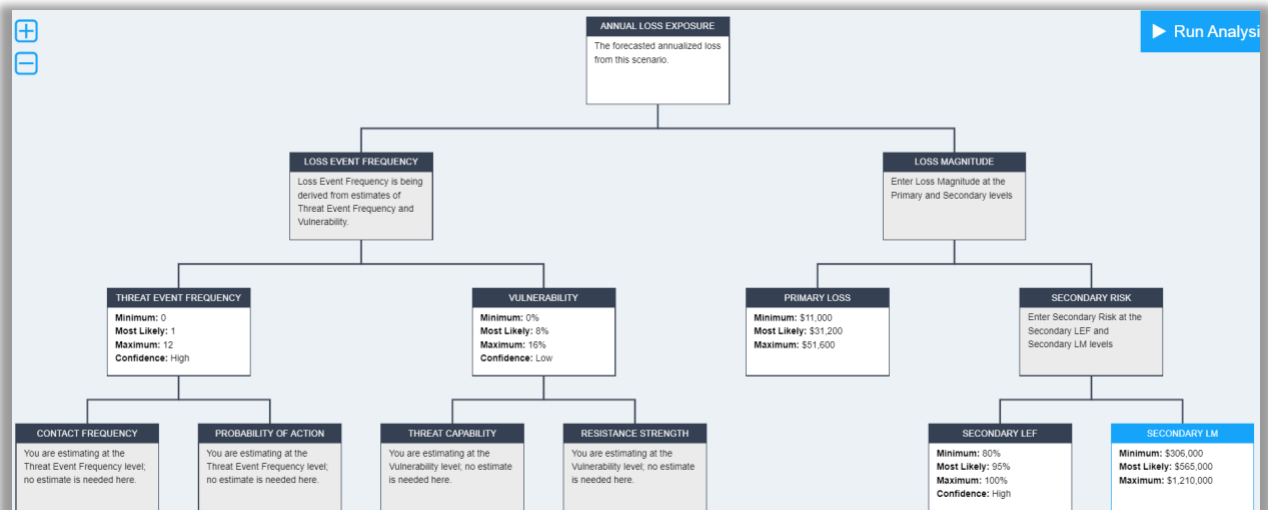 ANNUAL LOSS EXPOSURE
The forecasted annualized loss
from this scenario.
Run Analysi
LOSS EVENT FREQUENCY
Loss Event Frequency is being
derived from estimates of
Threat Event Frequency and
Vulnerability.
LOSS MAGNITUDE
Enter Loss Magnitude at the
Primary and Secondary levels
THREAT EVENT FREQUENCY
Minimum: 0
Most Likely: 1
Maximum: 12
Confidence: High
VULNERABILITY
Minimum: 0%
Most Likely: 8%
Maximum: 16%
Confidence: Low
PRIMARY LOSS
Minimum: $11,000
Most Likely: $31,200
Maximum: $51,600
SECONDARY RISK
Enter Secondary Risk at the
Secondary LEF and
Secondary LM levels
CONTACT FREQUENCY
You are estimating at the
Threat Event Frequency level;
no estimate is needed here.
PROBABILITY OF ACTION
You are estimating at the
Threat Event Frequency level;
no estimate is needed here.
THREAT CAPABILITY
You are estimating at the
Vulnerability level; no estimate
is needed here.
RESISTANCE STRENGTH
You are estimating at the
Vulnerability level; no estimate
is needed here.
SECONDARY LEF
Minimum: 80%
Most Likely: 95%
Maximum: 100%
Confidence: High
SECONDARY LM
Minimum: $306,000
Most Likely: $565,000
Maximum: $1,210,000